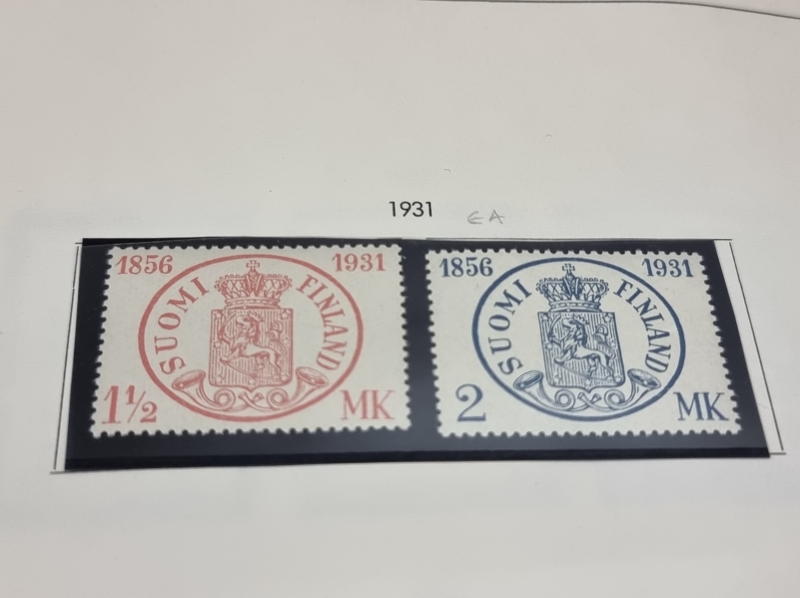 1931 EA
1856 1931
SUOMI FINLAND
1½ MK
1856 1931
SUOMI FINLAND
2 MK